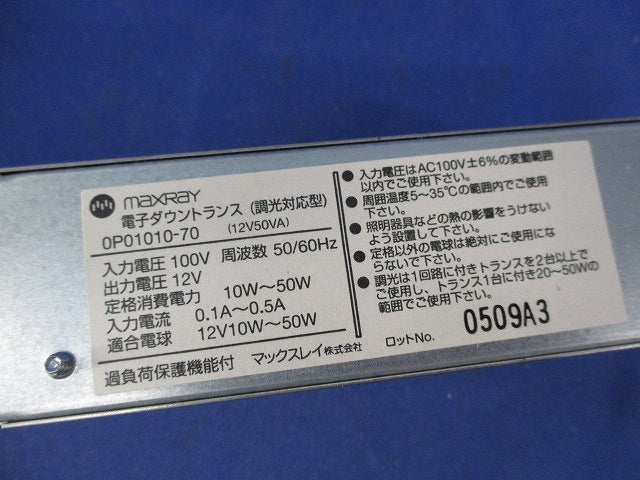 maxray
電子ダウントランス (調光対応型)
0P01010-70 (12V50VA)
入力電圧 100V 周波数 50/60Hz
出力電圧 12V
定格消費電力 10W～50W
入力電流 0.1A～0.5A
適合電球 12V10W～50W
過負荷保護機能付 マックスレイ株式会社
●入力電圧はAC100V±6%の変動範囲
以内でご使用下さい。
●周囲温度5～35℃の範囲内でご使用
下さい。
●照明器具などの熱の影響をうけない
よう設置して下さい。
●定格以外の電球は絶対にご使用にな
らないで下さい。
●調光は1回路に付きトランスを2台以上で
ご使用し、トランス1台に付き20～50Wの
範囲でご使用下さい。
ロットNo. 0509A3